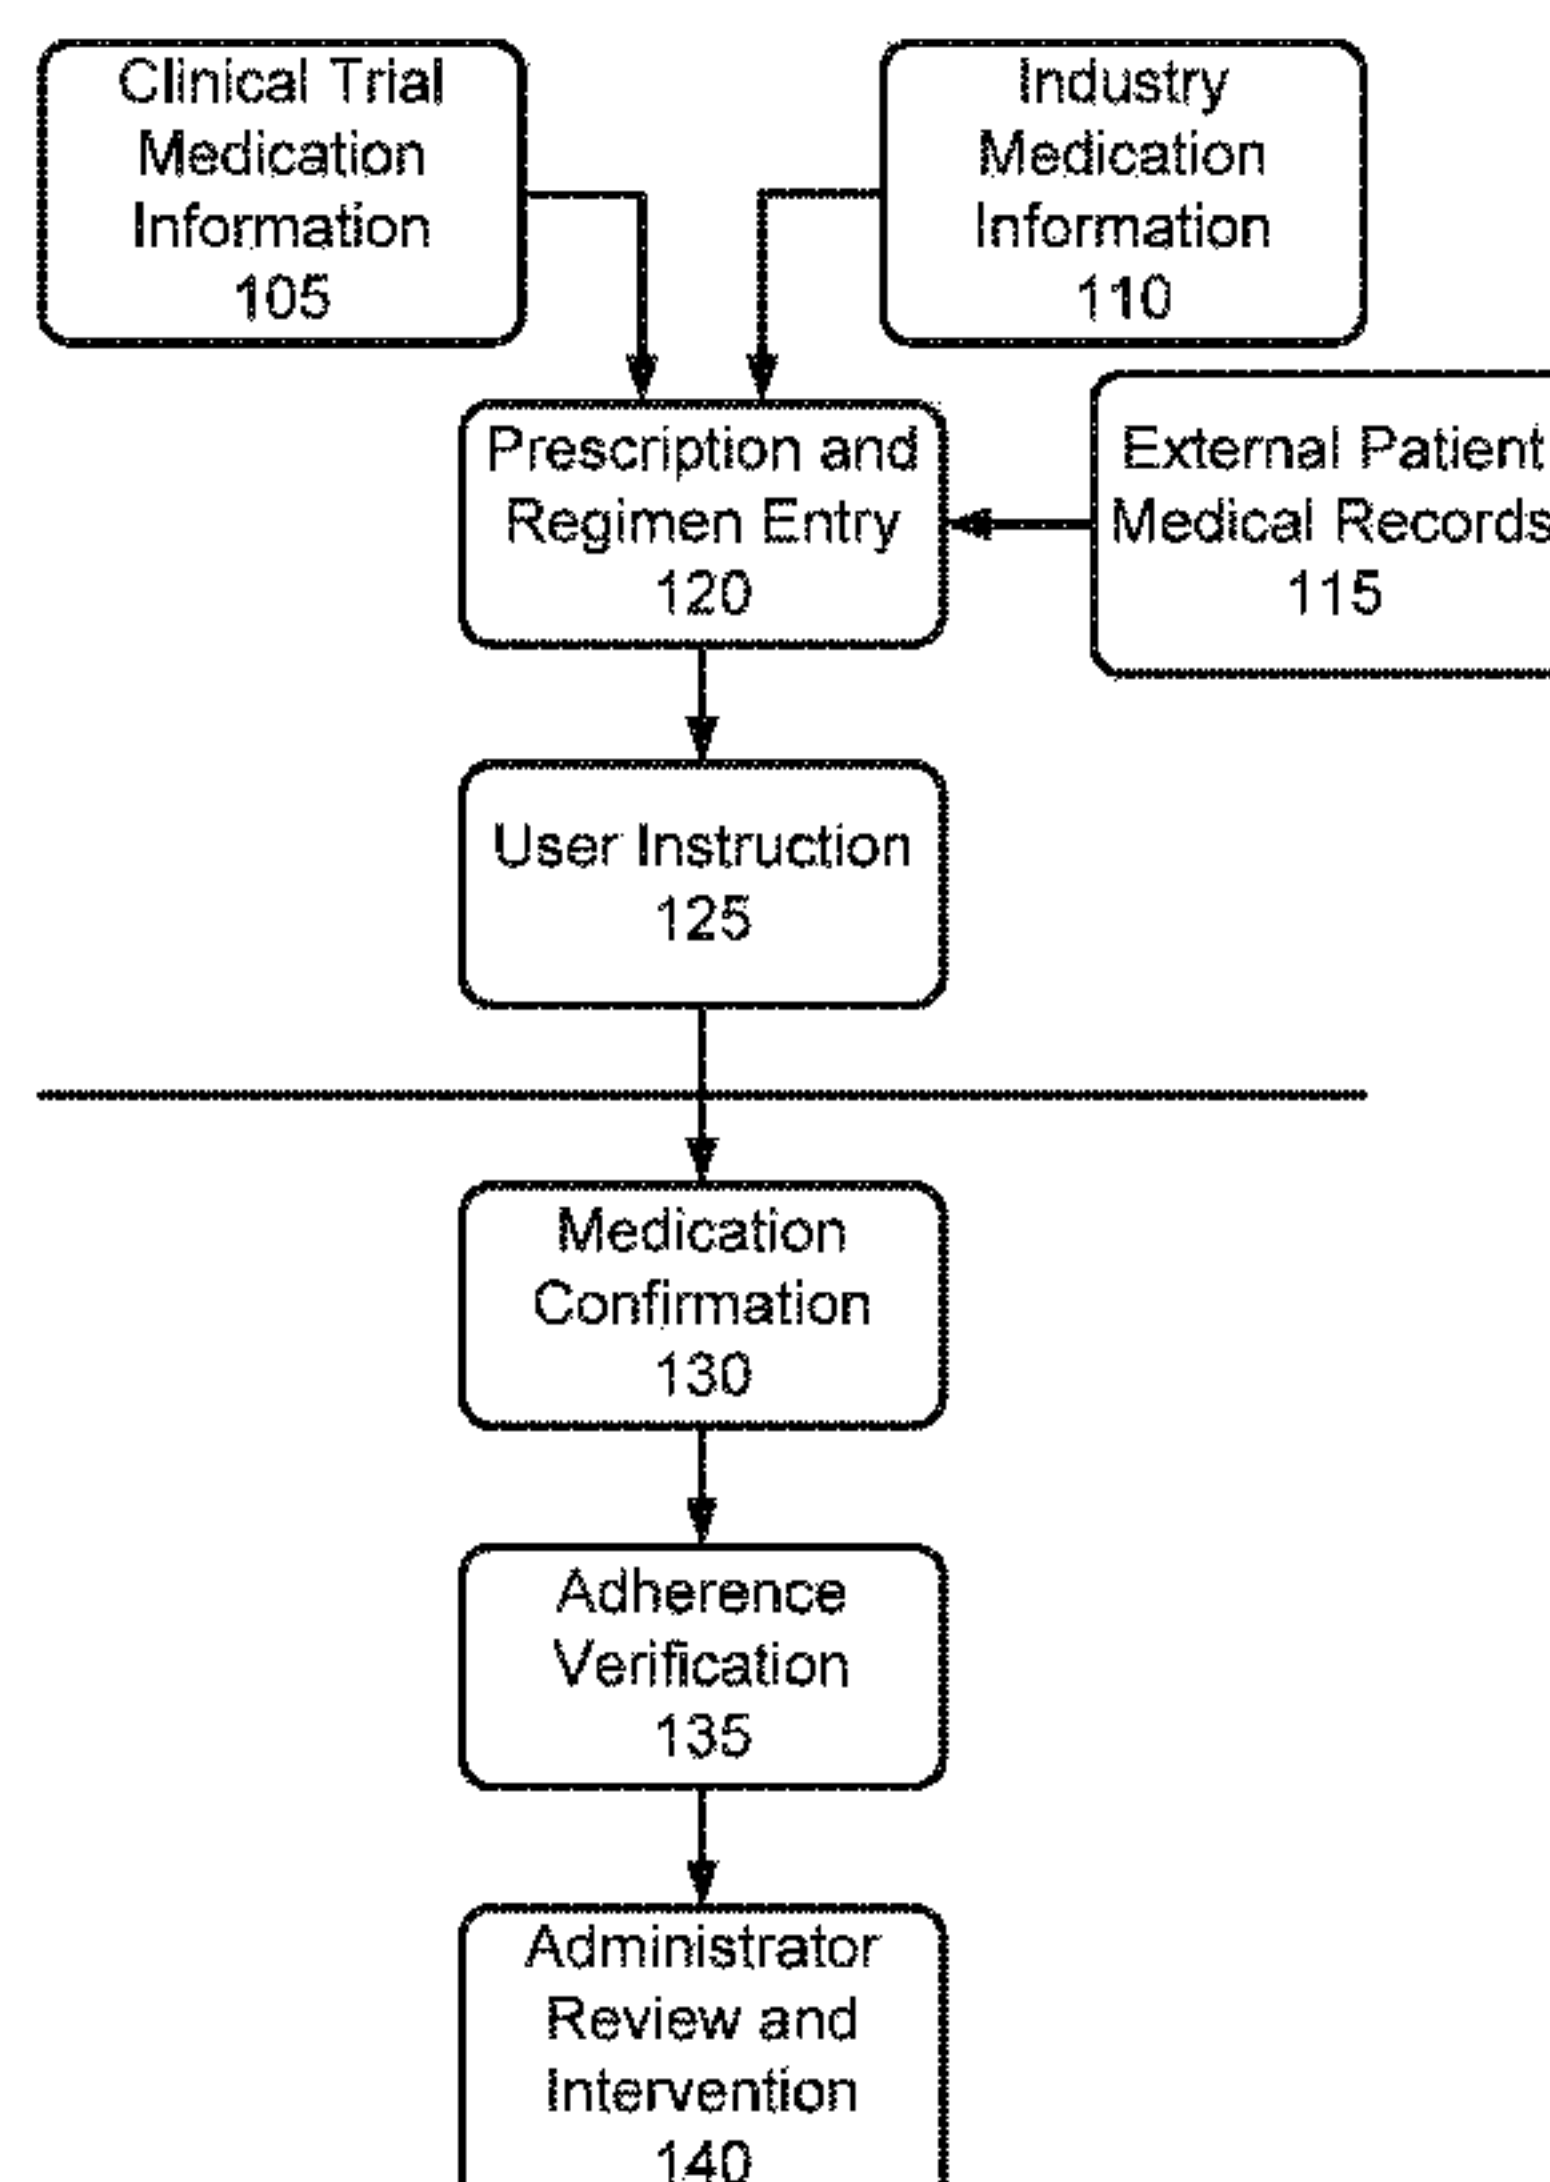 Clinical Trial
Medication
Information
105
Industry
Medication
Information
110
Prescription and
Regimen Entry
120
External Patient
Medical Records
115
User Instruction
125
Medication
Confirmation
130
Adherence
Verification
135
Administrator
Review and
Intervention
140